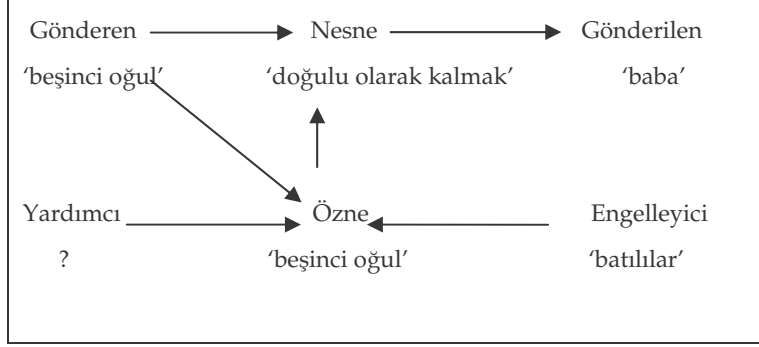 Gönderen Nesne Gönderilen
‘beşinci oğul’ ‘doğulu olarak kalmak’ ‘baba’
Yardımcı Özne Engelleyici
? ‘beşinci oğul’ ‘batılılar’